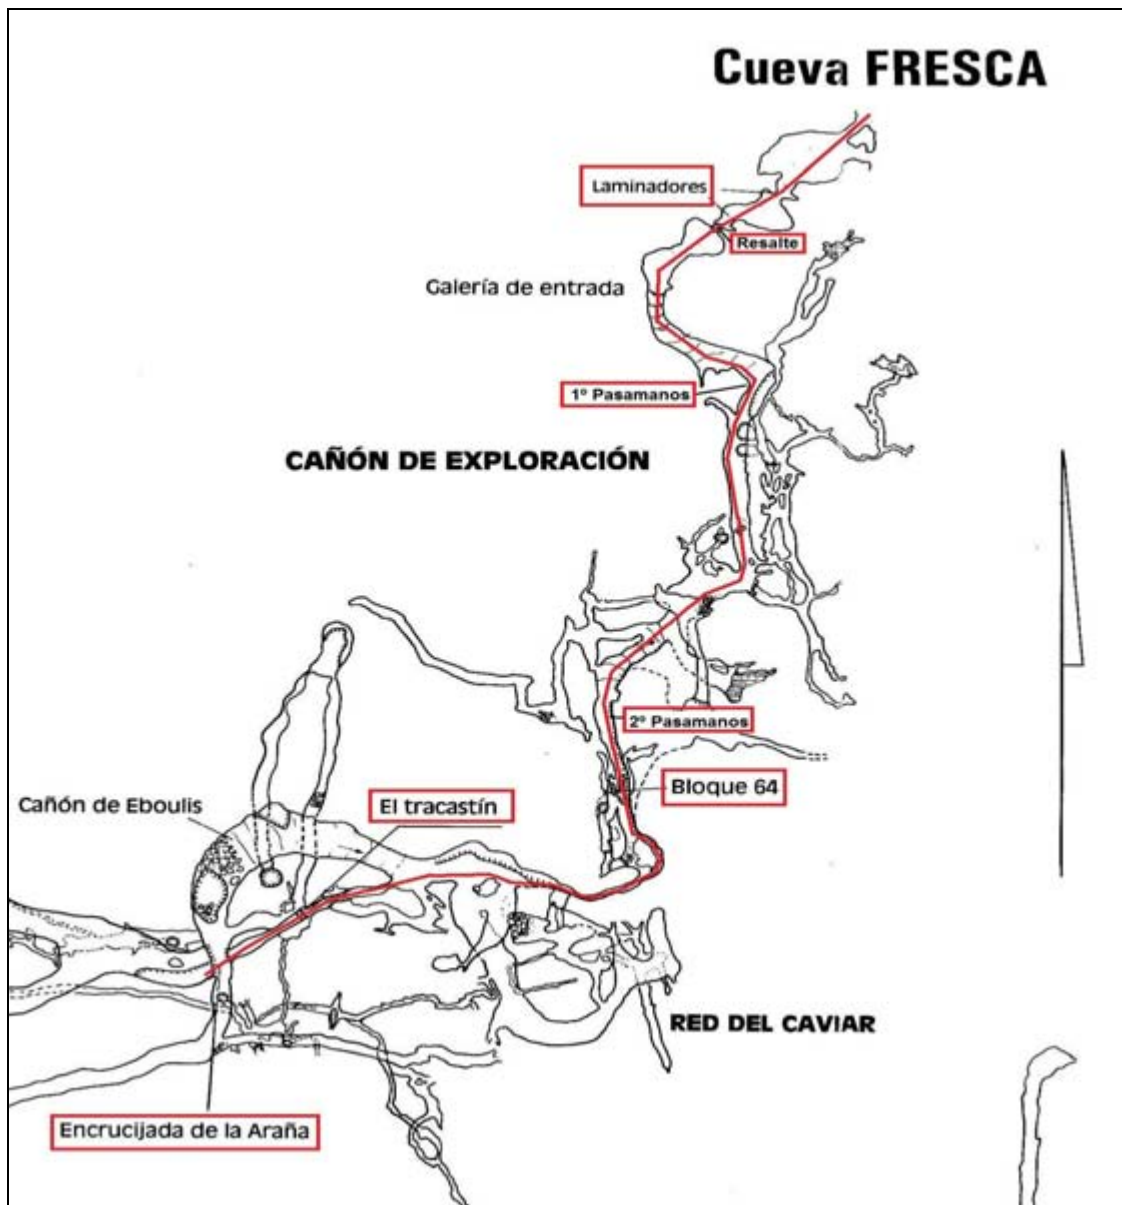 Cueva FRESCA
Laminadores
Resalte
Galería de entrada
1º Pasamanos
CAÑÓN DE EXPLORACIÓN
2º Pasamanos
Bloque 64
Cañón de Eboulis
El tracastín
RED DEL CAVIAR
Encrucijada de la Araña